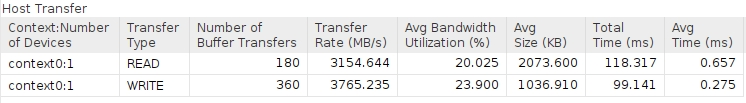 Host Transfer
Context:Number of Devices Transfer Type Number of Buffer Transfers Transfer Rate (MB/s) Avg Bandwidth Utilization (%) Avg Size (KB) Total Time (ms) Avg Time (ms)
context0:1 READ 180 3154.644 20.025 2073.600 118.317 0.657
context0:1 WRITE 360 3765.235 23.900 1036.910 99.141 0.275